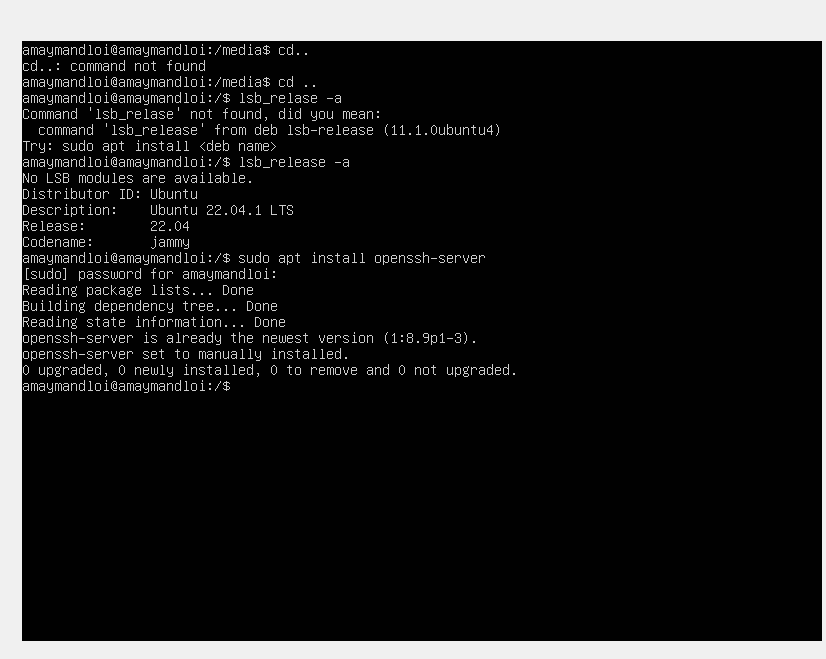 amaymandloi@amaymandloi:/media$ cd..
cd..: command not found
amaymandloi@amaymandloi:/media$ cd ..
amaymandloi@amaymandloi:/$ lsb_relase -a
Command 'lsb_relase' not found, did you mean:
  command 'lsb_release' from deb lsb-release (11.1.0ubuntu4)
Try: sudo apt install <deb name>
amaymandloi@amaymandloi:/$ lsb_release -a
No LSB modules are available.
Distributor ID: Ubuntu
Description:    Ubuntu 22.04.1 LTS
Release:        22.04
Codename:       jammy
amaymandloi@amaymandloi:/$ sudo apt install openssh-server
[sudo] password for amaymandloi:
Reading package lists... Done
Building dependency tree... Done
Reading state information... Done
openssh-server is already the newest version (1:8.9p1-3).
openssh-server set to manually installed.
0 upgraded, 0 newly installed, 0 to remove and 0 not upgraded.
amaymandloi@amaymandloi:/$